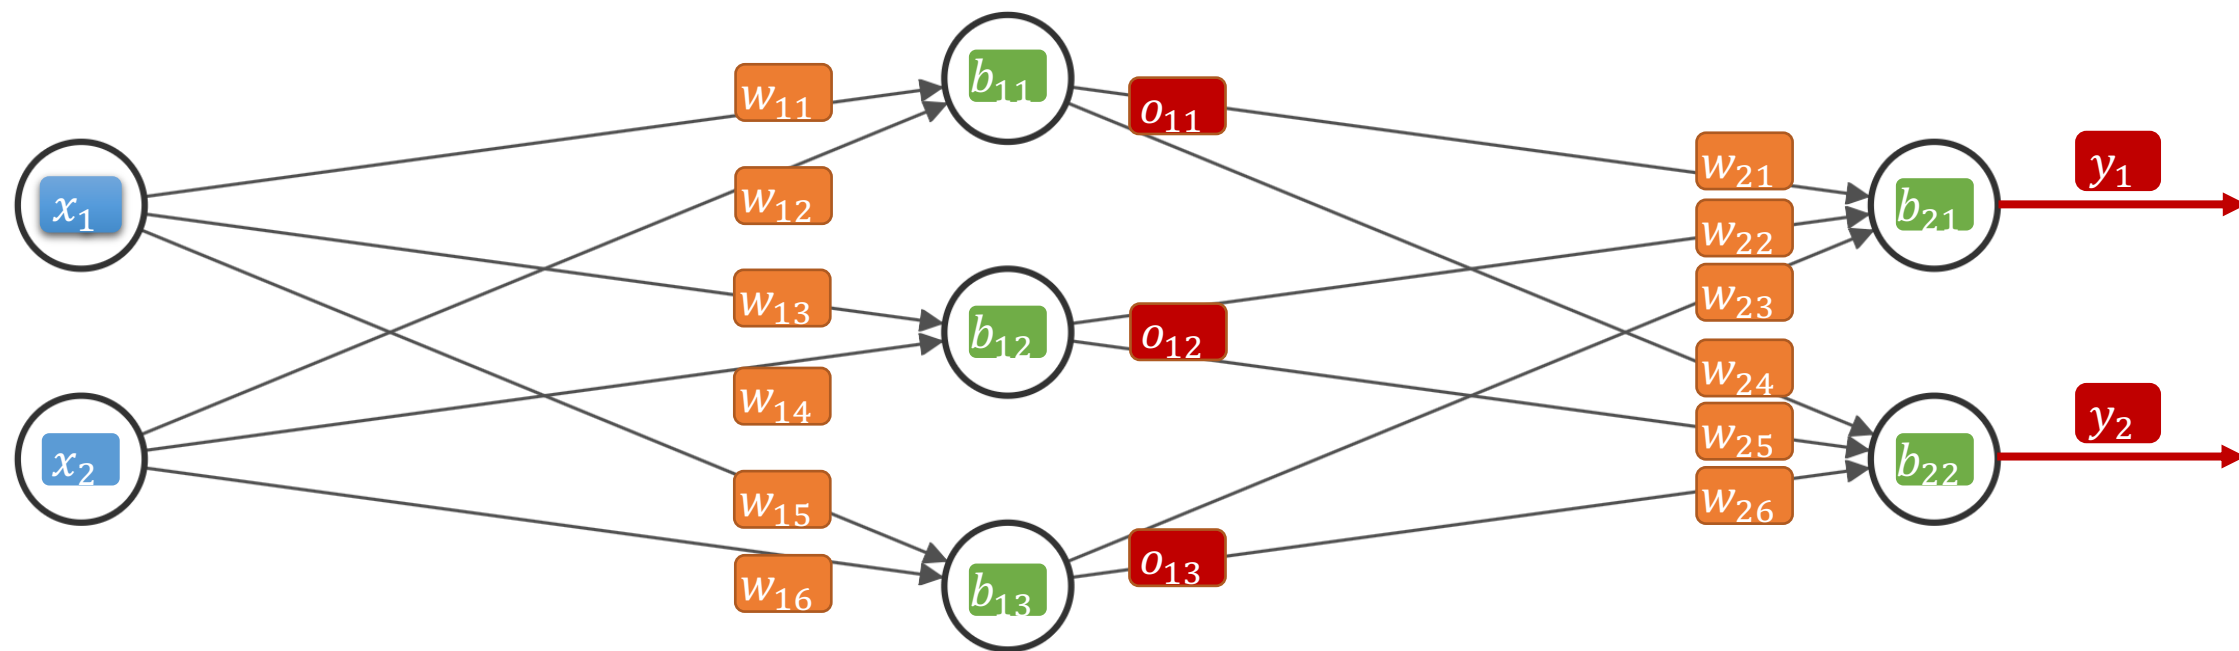 x₁
x₂
w₁₁
w₁₂
w₁₃
w₁₄
w₁₅
w₁₆
b₁₁
b₁₂
b₁₃
o₁₁
o₁₂
o₁₃
w₂₁
w₂₂
w₂₃
w₂₄
w₂₅
w₂₆
b₂₁
b₂₂
y₁
y₂